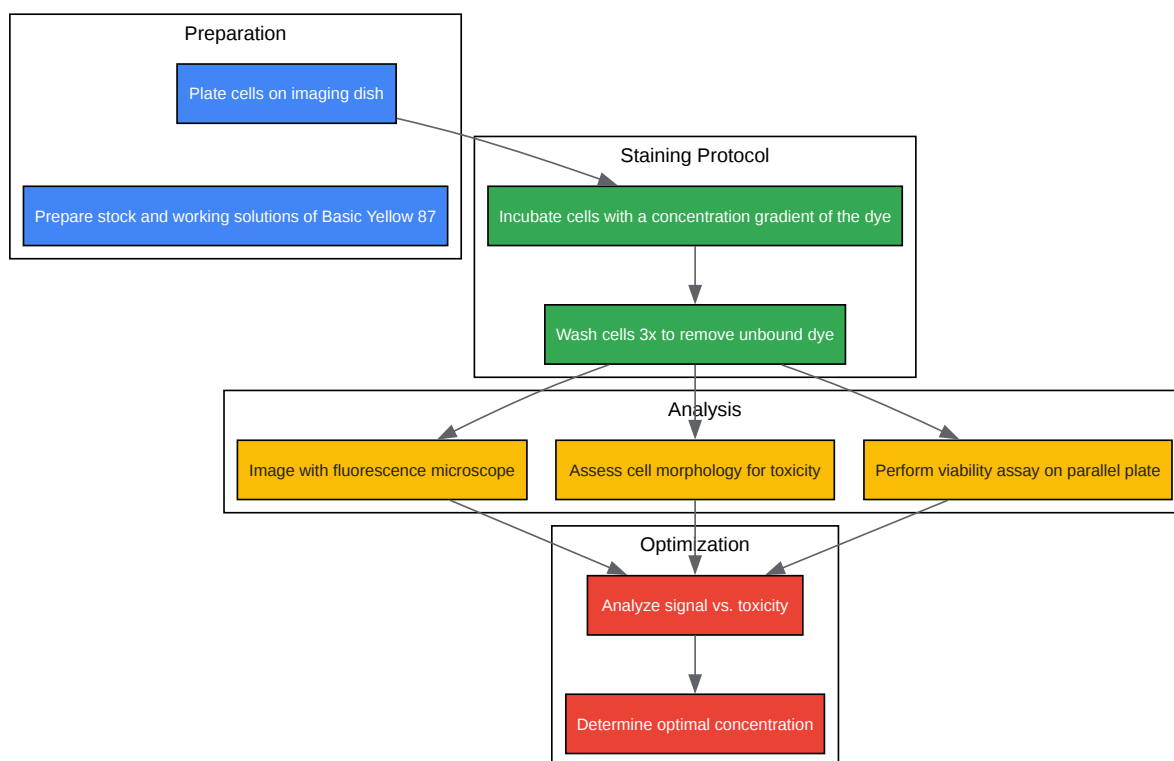 Preparation
Plate cells on imaging dish
Prepare stock and working solutions of Basic Yellow 87
Staining Protocol
Incubate cells with a concentration gradient of the dye
Wash cells 3x to remove unbound dye
Analysis
Image with fluorescence microscope
Assess cell morphology for toxicity
Perform viability assay on parallel plate
Optimization
Analyze signal vs. toxicity
Determine optimal concentration